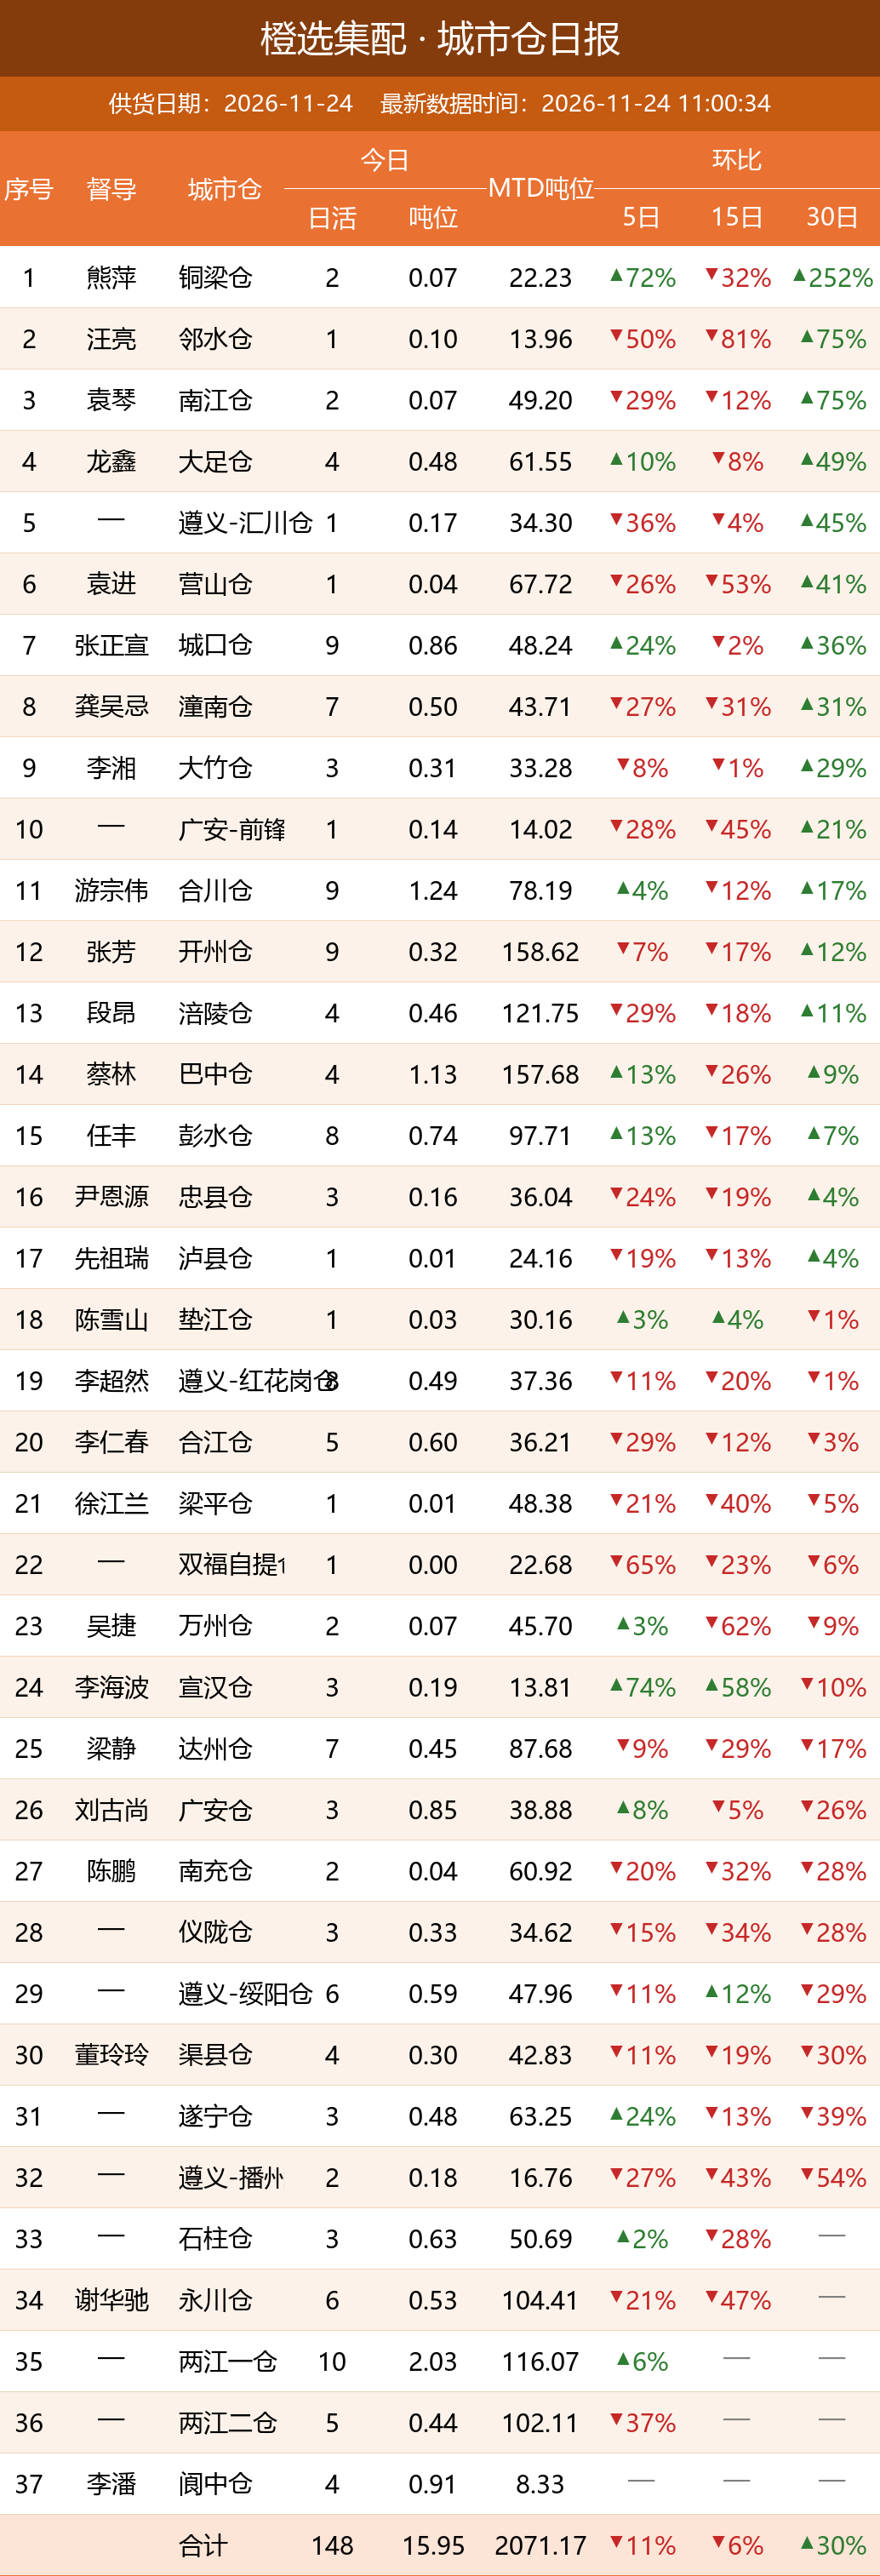 橙选集配 · 城市仓日报
供货日期：2026-11-24 最新数据时间：2026-11-24 11:00:34
序号 督导 城市仓 今日 MTD吨位 环比
日活 吨位 5日 15日 30日
1 熊萍 铜梁仓 2 0.07 22.23 ▲72% ▼32% ▲252%
2 汪亮 邻水仓 1 0.10 13.96 ▼50% ▼81% ▲75%
3 袁琴 南江仓 2 0.07 49.20 ▼29% ▼12% ▲75%
4 龙鑫 大足仓 4 0.48 61.55 ▲10% ▼8% ▲49%
5 — 遵义-汇川仓 1 0.17 34.30 ▼36% ▼4% ▲45%
6 袁进 营山仓 1 0.04 67.72 ▼26% ▼53% ▲41%
7 张正宣 城口仓 9 0.86 48.24 ▲24% ▼2% ▲36%
8 龚吴忌 潼南仓 7 0.50 43.71 ▼27% ▼31% ▲31%
9 李湘 大竹仓 3 0.31 33.28 ▼8% ▼1% ▲29%
10 — 广安-前锋 1 0.14 14.02 ▼28% ▼45% ▲21%
11 游宗伟 合川仓 9 1.24 78.19 ▲4% ▼12% ▲17%
12 张芳 开州仓 9 0.32 158.62 ▼7% ▼17% ▲12%
13 段昂 涪陵仓 4 0.46 121.75 ▼29% ▼18% ▲11%
14 蔡林 巴中仓 4 1.13 157.68 ▲13% ▼26% ▲9%
15 任丰 彭水仓 8 0.74 97.71 ▲13% ▼17% ▲7%
16 尹恩源 忠县仓 3 0.16 36.04 ▼24% ▼19% ▲4%
17 先祖瑞 泸县仓 1 0.01 24.16 ▼19% ▼13% ▲4%
18 陈雪山 垫江仓 1 0.03 30.16 ▲3% ▲4% ▼1%
19 李超然 遵义-红花岗仓 8 0.49 37.36 ▼11% ▼20% ▼1%
20 李仁春 合江仓 5 0.60 36.21 ▼29% ▼12% ▼3%
21 徐江兰 梁平仓 1 0.01 48.38 ▼21% ▼40% ▼5%
22 — 双福自提 1 0.00 22.68 ▼65% ▼23% ▼6%
23 吴捷 万州仓 2 0.07 45.70 ▲3% ▼62% ▼9%
24 李海波 宣汉仓 3 0.19 13.81 ▲74% ▲58% ▼10%
25 梁静 达州仓 7 0.45 87.68 ▼9% ▼29% ▼17%
26 刘古尚 广安仓 3 0.85 38.88 ▲8% ▼5% ▼26%
27 陈鹏 南充仓 2 0.04 60.92 ▼20% ▼32% ▼28%
28 — 仪陇仓 3 0.33 34.62 ▼15% ▼34% ▼28%
29 — 遵义-绥阳仓 6 0.59 47.96 ▼11% ▲12% ▼29%
30 董玲玲 渠县仓 4 0.30 42.83 ▼11% ▼19% ▼30%
31 — 遂宁仓 3 0.48 63.25 ▲24% ▼13% ▼39%
32 — 遵义-播州 2 0.18 16.76 ▼27% ▼43% ▼54%
33 — 石柱仓 3 0.63 50.69 ▲2% ▼28% —
34 谢华驰 永川仓 6 0.53 104.41 ▼21% ▼47% —
35 — 两江一仓 10 2.03 116.07 ▲6% — —
36 — 两江二仓 5 0.44 102.11 ▼37% — —
37 李潘 阆中仓 4 0.91 8.33 — — —
合计 148 15.95 2071.17 ▼11% ▼6% ▲30%